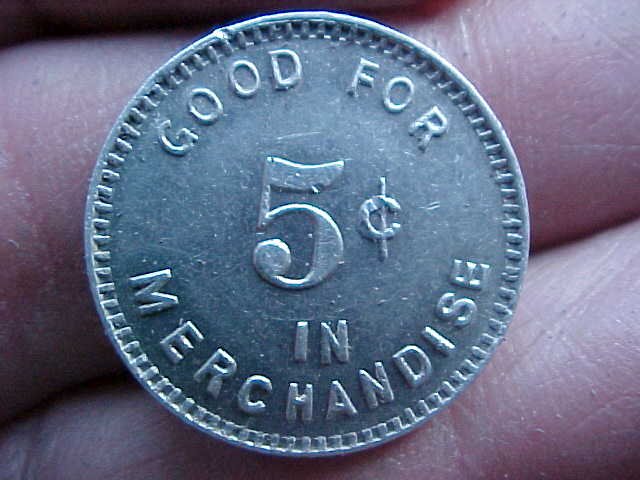 GOOD FOR
5¢
IN
MERCHANDISE